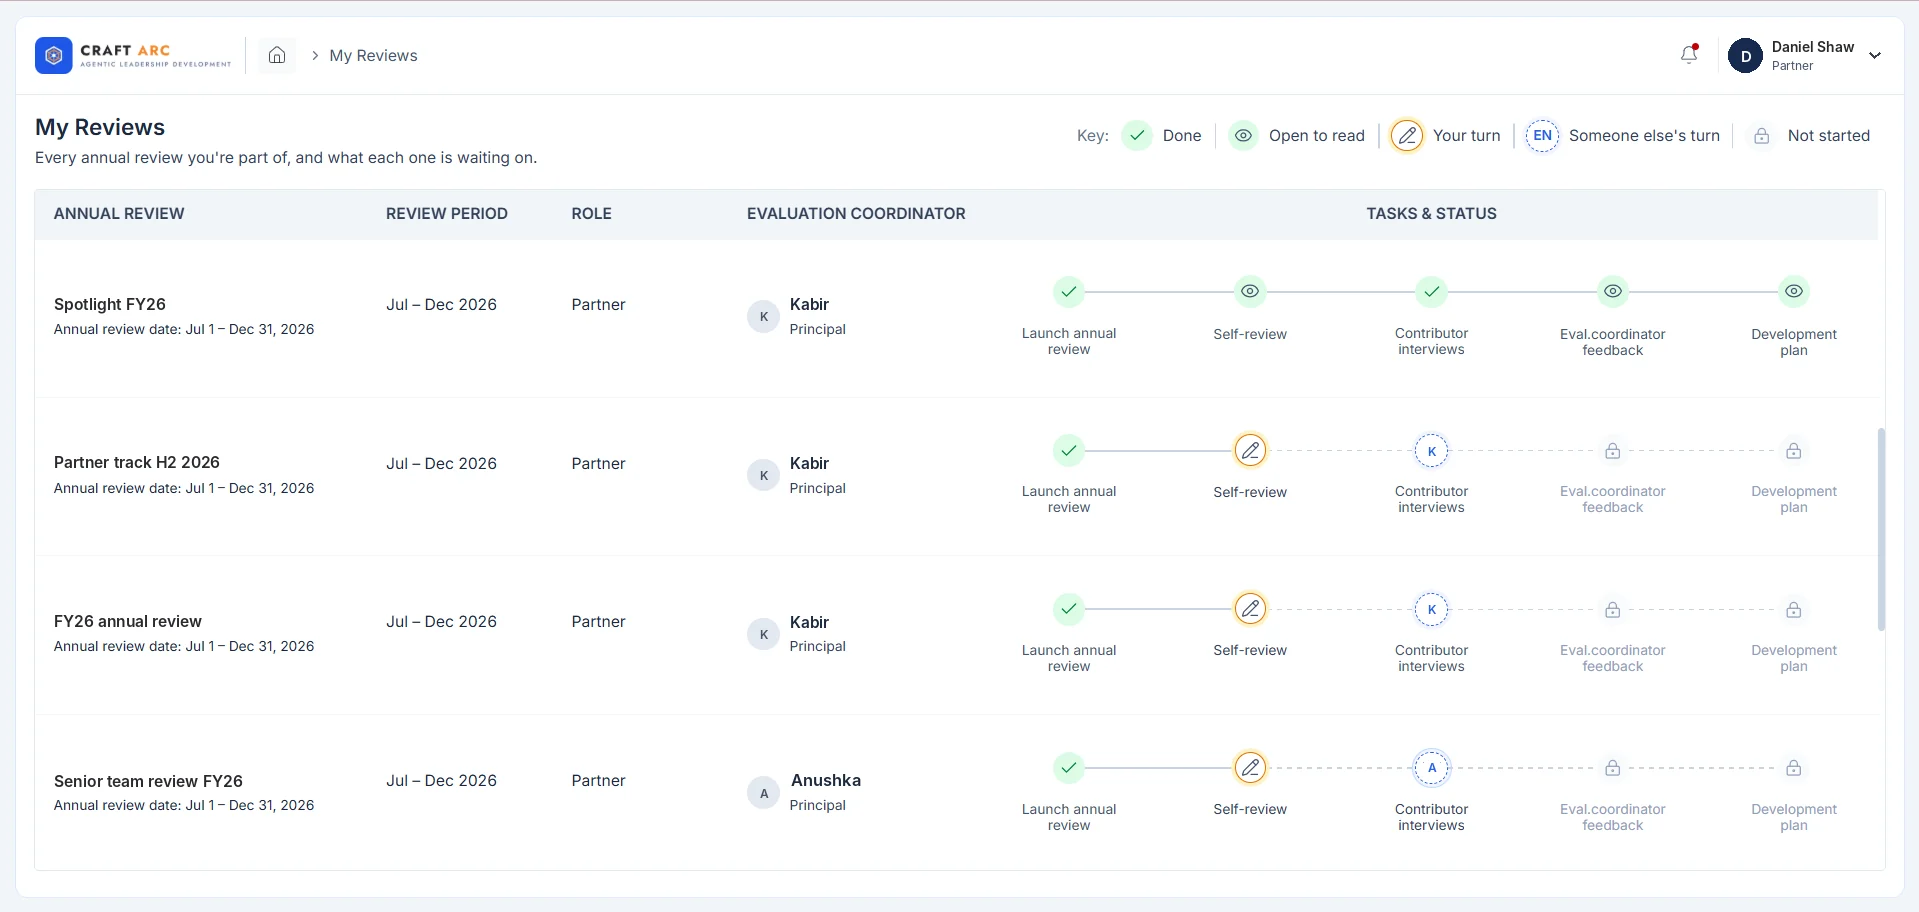 CRAFT ARC
AGENTIC LEADERSHIP DEVELOPMENT
My Reviews
D
Daniel Shaw
Partner
My Reviews
Every annual review you're part of, and what each one is waiting on.
Key:
Done
Open to read
Your turn
EN
Someone else's turn
Not started
ANNUAL REVIEW
REVIEW PERIOD
ROLE
EVALUATION COORDINATOR
TASKS & STATUS
Spotlight FY26
Annual review date: Jul 1 – Dec 31, 2026
Jul – Dec 2026
Partner
K
Kabir
Principal
Launch annual
review
Self-review
Contributor
interviews
Eval.coordinator
feedback
Development
plan
Partner track H2 2026
Annual review date: Jul 1 – Dec 31, 2026
Jul – Dec 2026
Partner
K
Kabir
Principal
K
Launch annual
review
Self-review
Contributor
interviews
Eval.coordinator
feedback
Development
plan
FY26 annual review
Annual review date: Jul 1 – Dec 31, 2026
Jul – Dec 2026
Partner
K
Kabir
Principal
K
Launch annual
review
Self-review
Contributor
interviews
Eval.coordinator
feedback
Development
plan
Senior team review FY26
Annual review date: Jul 1 – Dec 31, 2026
Jul – Dec 2026
Partner
A
Anushka
Principal
A
Launch annual
review
Self-review
Contributor
interviews
Eval.coordinator
feedback
Development
plan